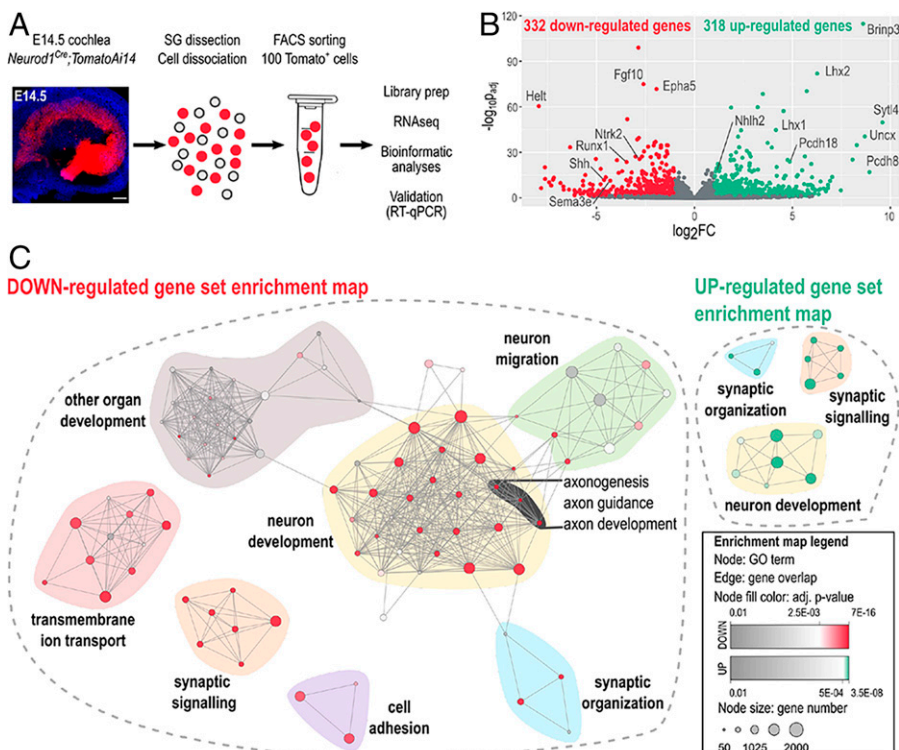 A
E14.5 cochlea
Neurod1Cre;TomatoAi14
E14.5
SG dissection
Cell dissociation
FACS sorting
100 Tomato+ cells
Library prep
RNAseq
Bioinformatic
analyses
Validation
(RT-qPCR)
B
332 down-regulated genes
318 up-regulated genes
-log10Padj
120
90
60
30
0
-5
0
5
10
log2FC
Brinp3
Lhx2
Fgf10
Epha5
Helt
Sytl4
Nhlh2
Lhx1
Uncx
Ntrk2
Runx1
Pcdh18
Pcdh8
Shh
Sema3e
C
DOWN-regulated gene set enrichment map
UP-regulated gene set
enrichment map
other organ
development
neuron
migration
neuron
development
axonogenesis
axon guidance
axon development
transmembrane
ion transport
synaptic
signalling
cell
adhesion
synaptic
organization
synaptic
organization
synaptic
signalling
neuron development
Enrichment map legend
Node: GO term
Edge: gene overlap
Node fill color: adj. p-value
0.01 2.5E-03 7E-16
DOWN
UP
0.01 5E-04 3.5E-08
Node size: gene number
50 1025 2000